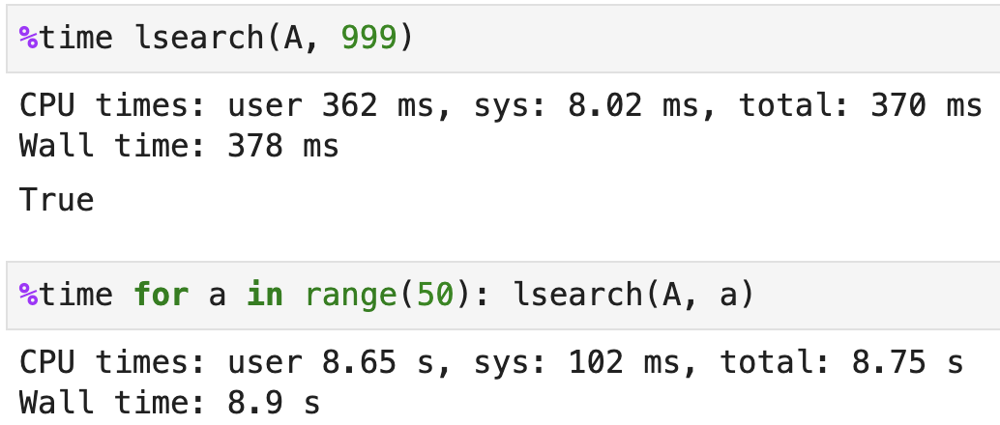 %time lsearch(A, 999)
CPU times: user 362 ms, sys: 8.02 ms, total: 370 ms
Wall time: 378 ms
True
%time for a in range(50): lsearch(A, a)
CPU times: user 8.65 s, sys: 102 ms, total: 8.75 s
Wall time: 8.9 s